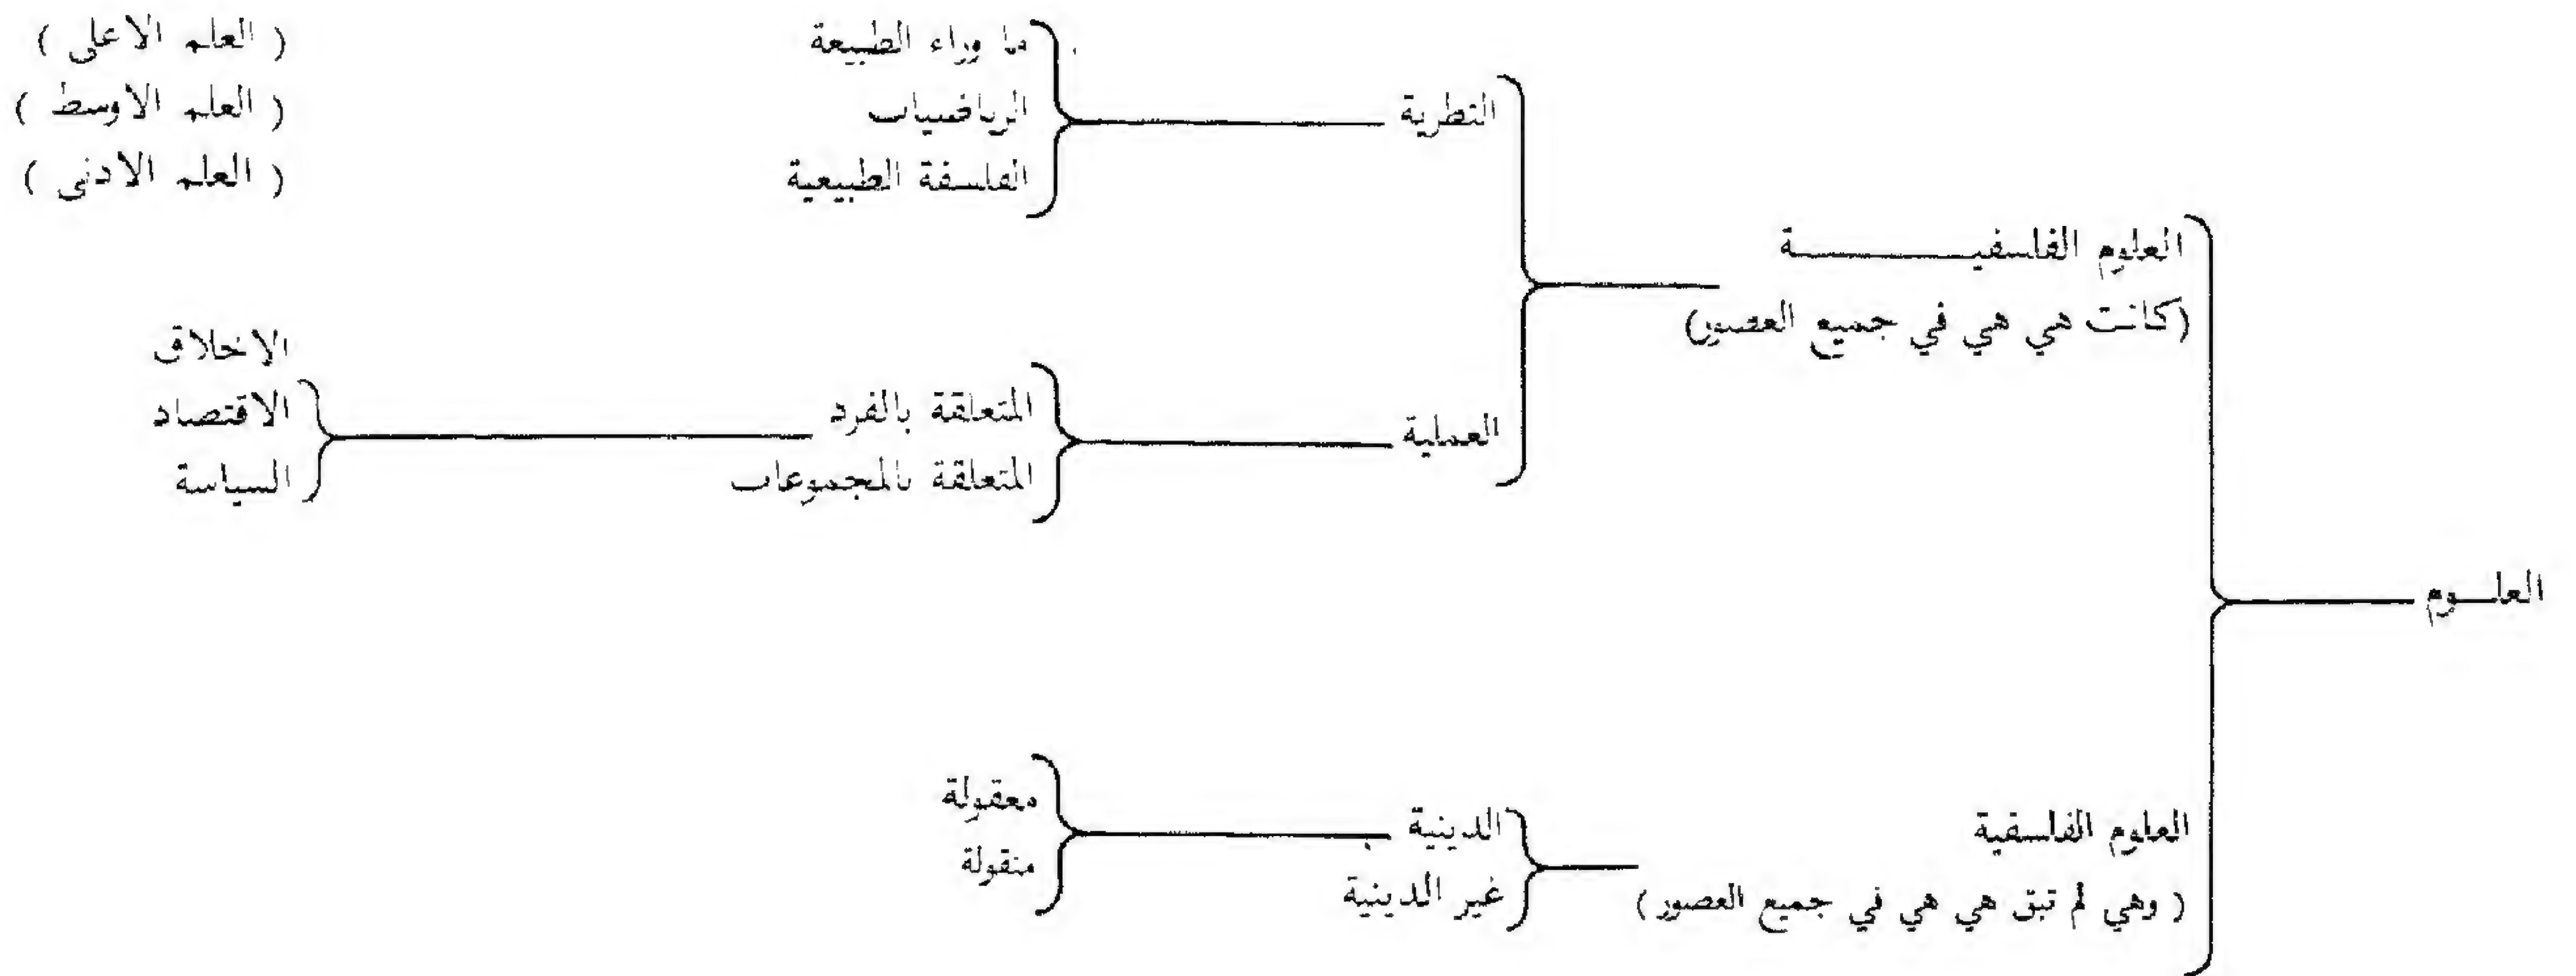 العلوم
العلوم الفلسفية
(كانت هي هي في جميع العصور)
النظرية
ما وراء الطبيعة
( العلم الاعلى )
الرياضيات
( العلم الاوسط )
الفلسفة الطبيعية
( العلم الادنى )
العملية
المتعلقة بالفرد
المتعلقة بالمجموعات
الاخلاق
الاقتصاد
السياسة
العلوم الفلسفية
( وهي لم تبق هي هي في جميع العصور )
الدينية
معقولة
منقولة
غير الدينية